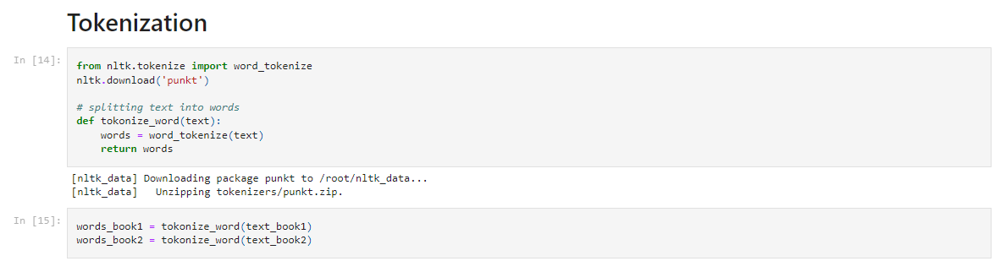 Tokenization
In [14]:
from nltk.tokenize import word_tokenize
nltk.download('punkt')
# splitting text into words
def tokonize_word(text):
    words = word_tokenize(text)
    return words
[nltk_data] Downloading package punkt to /root/nltk_data...
[nltk_data]   Unzipping tokenizers/punkt.zip.
In [15]:
words_book1 = tokonize_word(text_book1)
words_book2 = tokonize_word(text_book2)